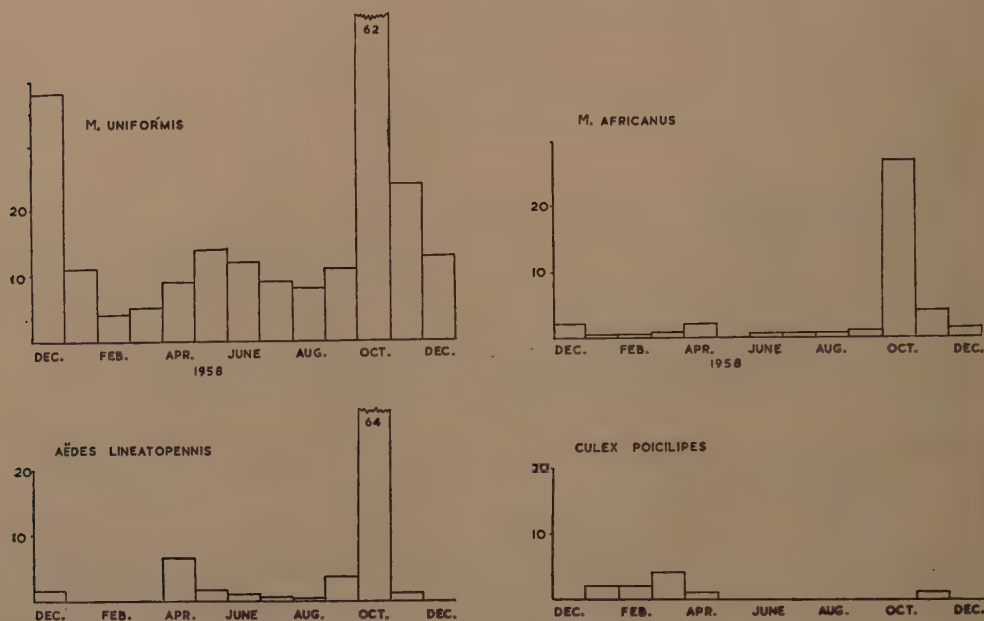 62
M. UNIFORMIS
20
10
DEC. FEB. APR. JUNE AUG. OCT. DEC.
1958
M. AFRICANUS
20
10
DEC. FEB. APR. JUNE AUG. OCT. DEC.
1958
AËDES LINEATOPENNIS
64
20
10
DEC. FEB. APR. JUNE AUG. OCT. DEC.
CULEX POICILIPES
20
10
DEC. FEB. APR. JUNE AUG. OCT. DEC.